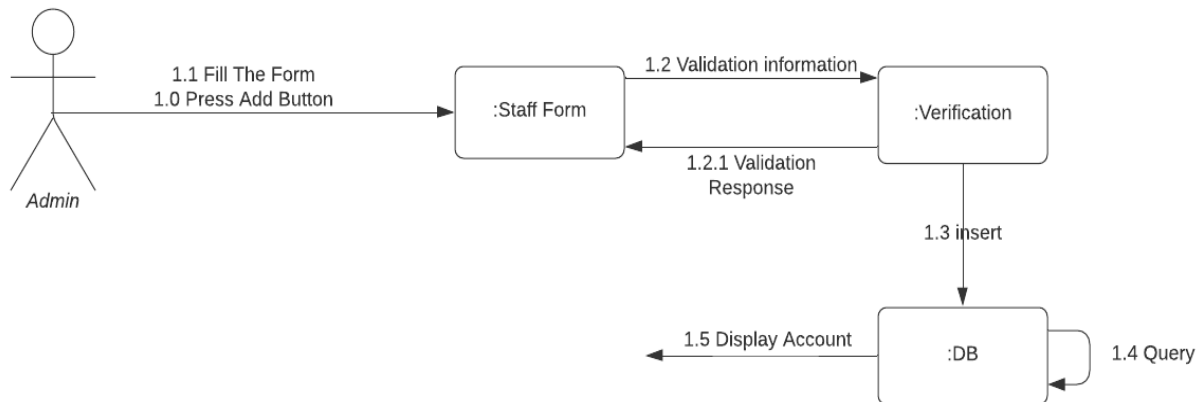 1.1 Fill The Form
1.0 Press Add Button
Admin
:Staff Form
1.2 Validation information
1.2.1 Validation
Response
:Verification
1.3 insert
:DB
1.4 Query
1.5 Display Account